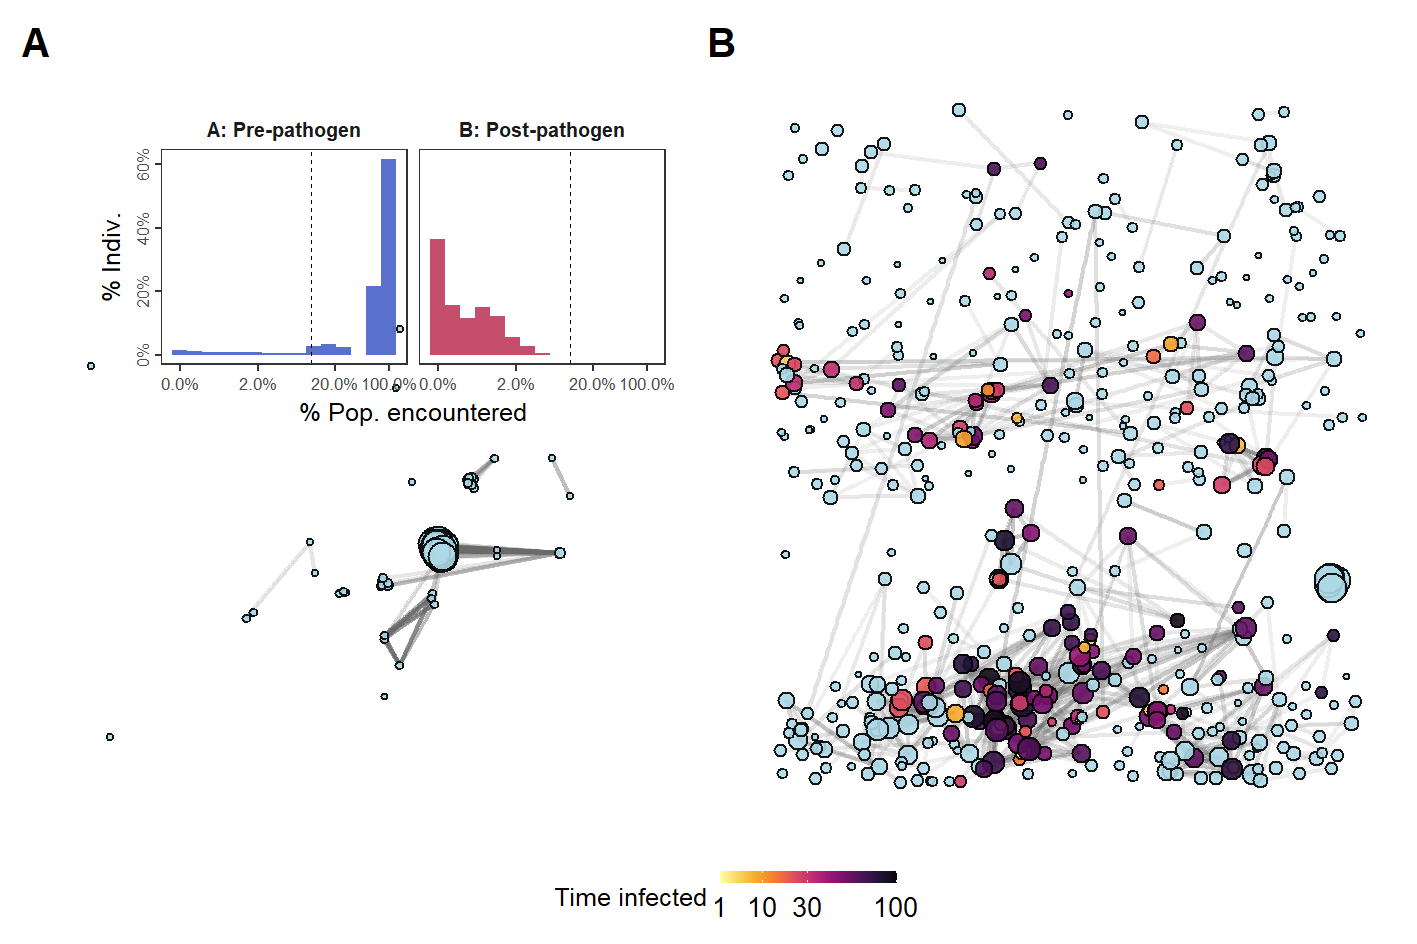 A
B
A: Pre-pathogen
B: Post-pathogen
% Indiv.
60%
40%
20%
0%
0.0%
2.0%
20.0%
100.0%
0.0%
2.0%
20.0%
100.0%
% Pop. encountered
Time infected
1
10
30
100